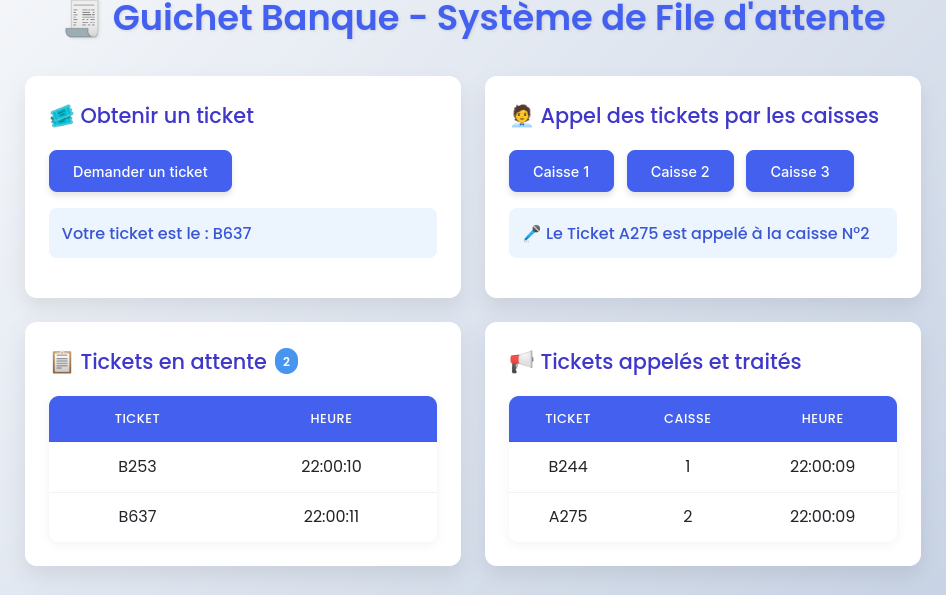 Guichet Banque - Système de File d'attente
Obtenir un ticket
Demander un ticket
Votre ticket est le : B637
Appel des tickets par les caisses
Caisse 1 Caisse 2 Caisse 3
Le Ticket A275 est appelé à la caisse N°2
Tickets en attente 2
TICKET HEURE
B253 22:00:10
B637 22:00:11
Tickets appelés et traités
TICKET CAISSE HEURE
B244 1 22:00:09
A275 2 22:00:09